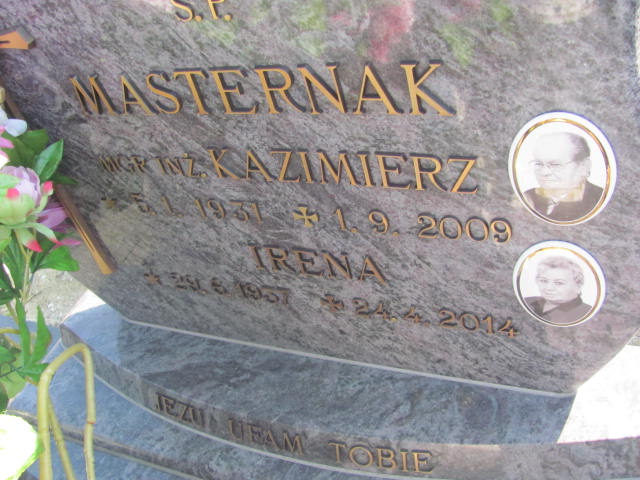 Ś.P.
MASTERNAK
MGR INŻ. KAZIMIERZ
* 5.1.1931 ✠ 1.9.2009
IRENA
* 29.6.1937 ✠ 24.4.2014
JEZU UFAM TOBIE